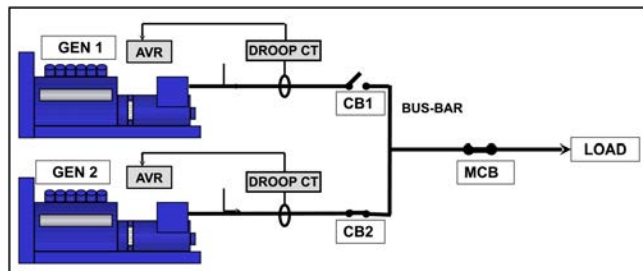 GEN 1
AVR
DROOP CT
CB1
BUS-BAR
LOAD
MCB
GEN 2
AVR
DROOP CT
CB2